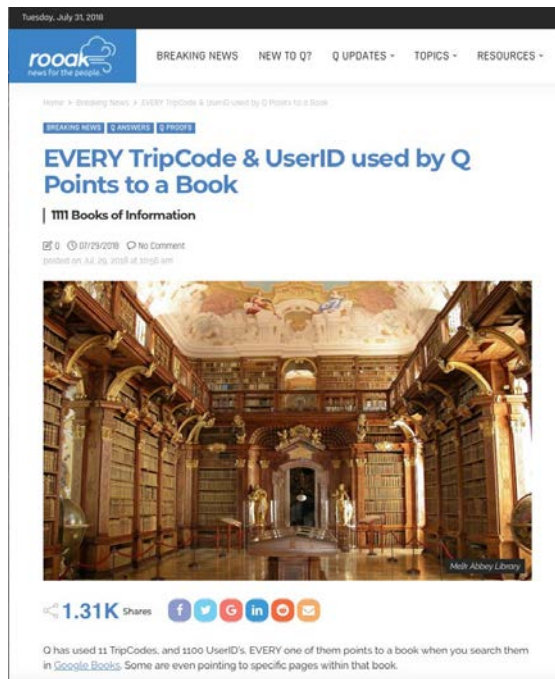 Tuesday, July 31, 2018
rooak
news for the people.
BREAKING NEWS NEW TO Q? Q UPDATES TOPICS RESOURCES
Home > Breaking News > EVERY TripCode & UserID used by Q Points to a Book
BREAKING NEWS Q ANSWERS Q PROOFS
EVERY TripCode & UserID used by Q
Points to a Book
1111 Books of Information
Q 07/29/2018 No Comment
posted on Jul. 29, 2018 at 10:56 am
Melk Abbey Library
1.31K Shares
Q has used 11 TripCodes, and 1100 UserID's. EVERY one of them points to a book when you search them
in Google Books. Some are even pointing to specific pages within that book.